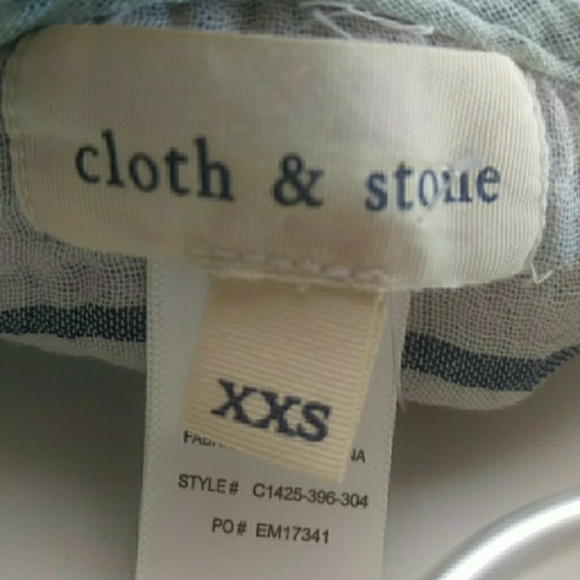 cloth & stone
XXS
STYLE# C1425-396-304
PO# EM17341